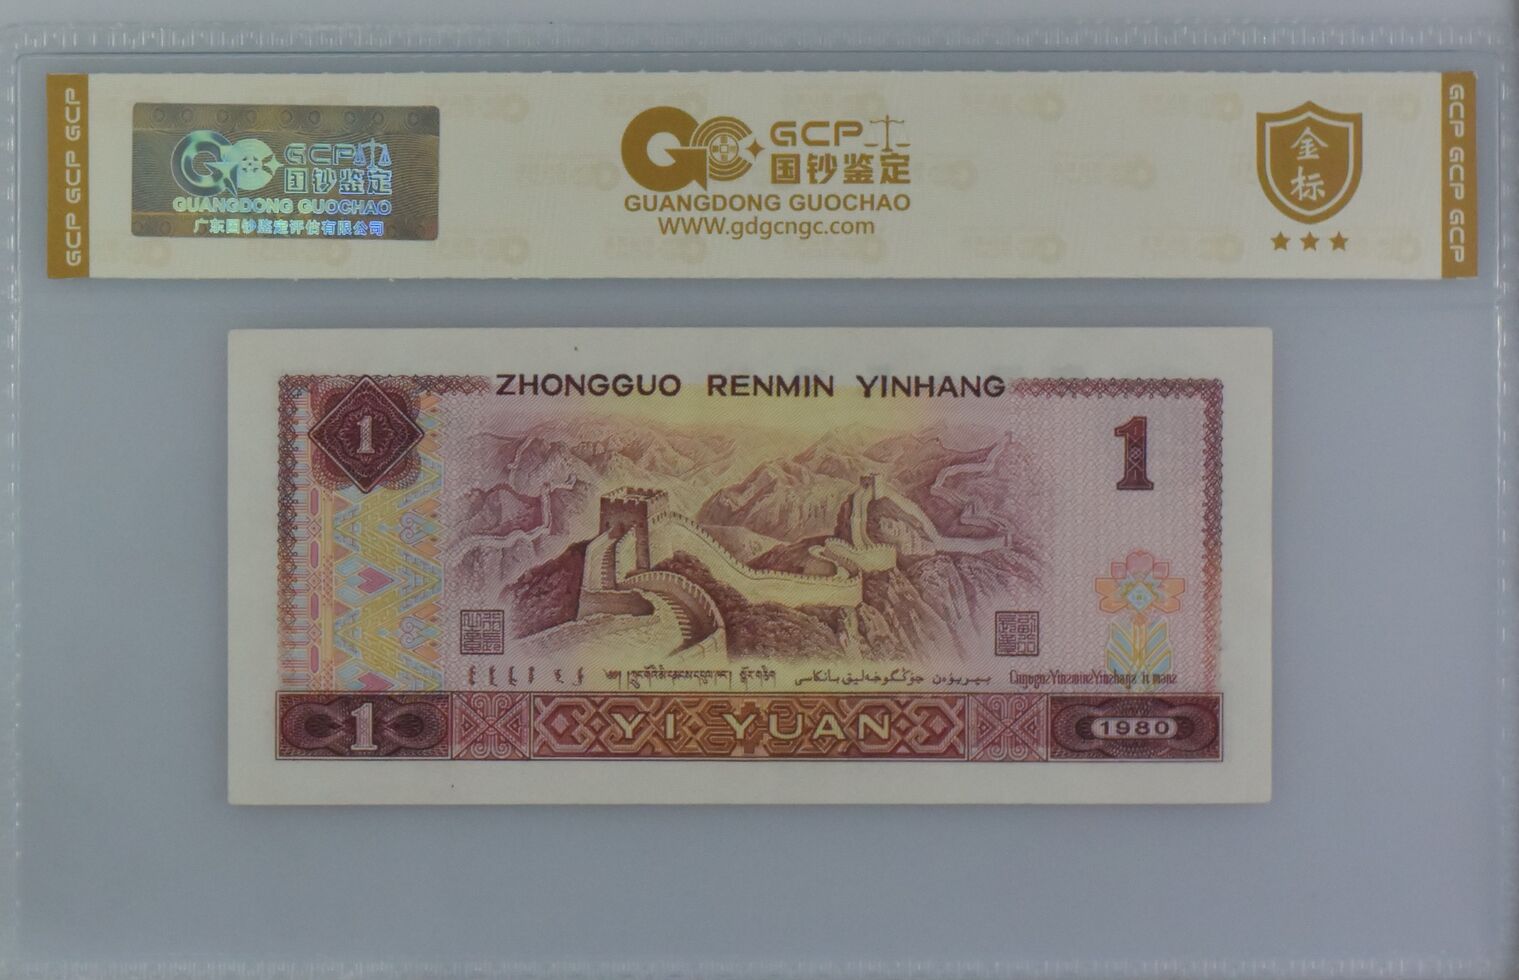 GCP GCP GCP
GCP
国钞鉴定
GUANGDONG GUOCHAO
广东国钞鉴定评估有限公司
GCP
国钞鉴定
GUANGDONG GUOCHAO
WWW.gdgcngc.com
金标
GCP GCP GCP
ZHONGGUO RENMIN YINHANG
1
1
1
YI YUAN
1980